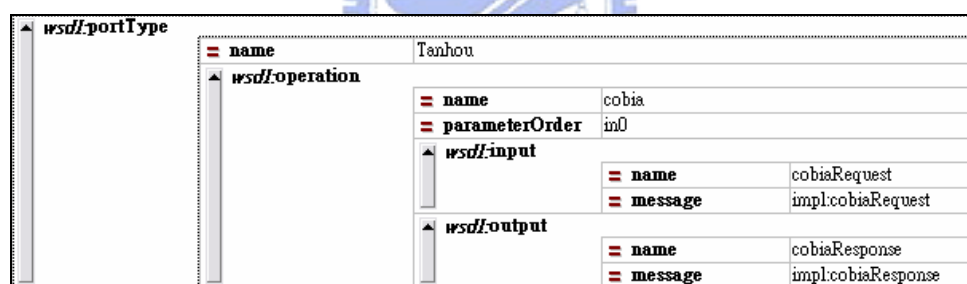 wsdl:portType
= name Tanhou
wsdl:operation
= name cobia
= parameterOrder in0
wsdl:input
= name cobiaRequest
= message impl:cobiaRequest
wsdl:output
= name cobiaResponse
= message impl:cobiaResponse